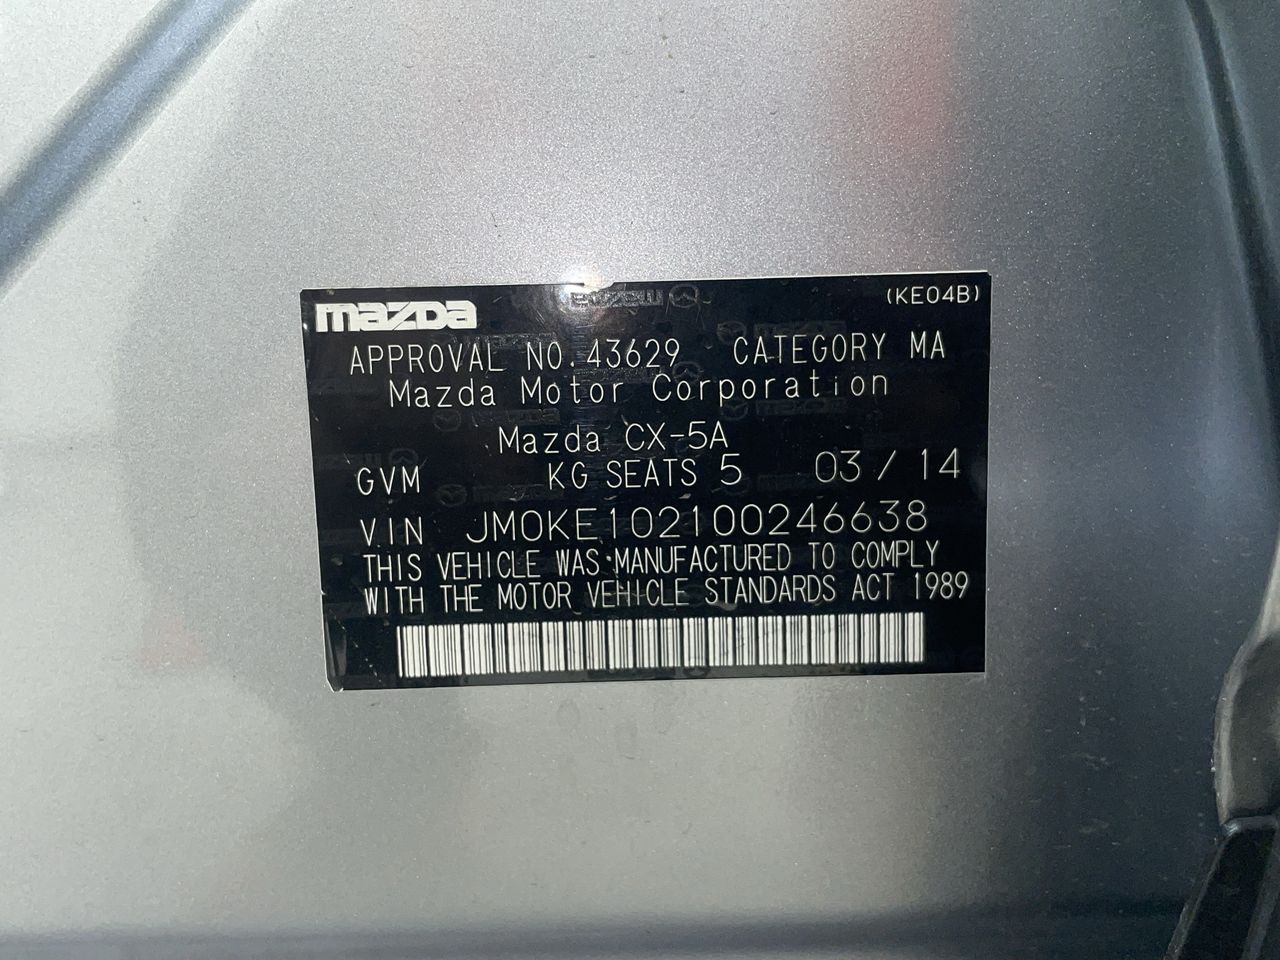 mazda (KE04B)
APPROVAL NO.43629 CATEGORY MA
Mazda Motor Corporation
Mazda CX-5A
GVM KG SEATS 5 03/14
VIN JM0KE102100246638
THIS VEHICLE WAS MANUFACTURED TO COMPLY
WITH THE MOTOR VEHICLE STANDARDS ACT 1989